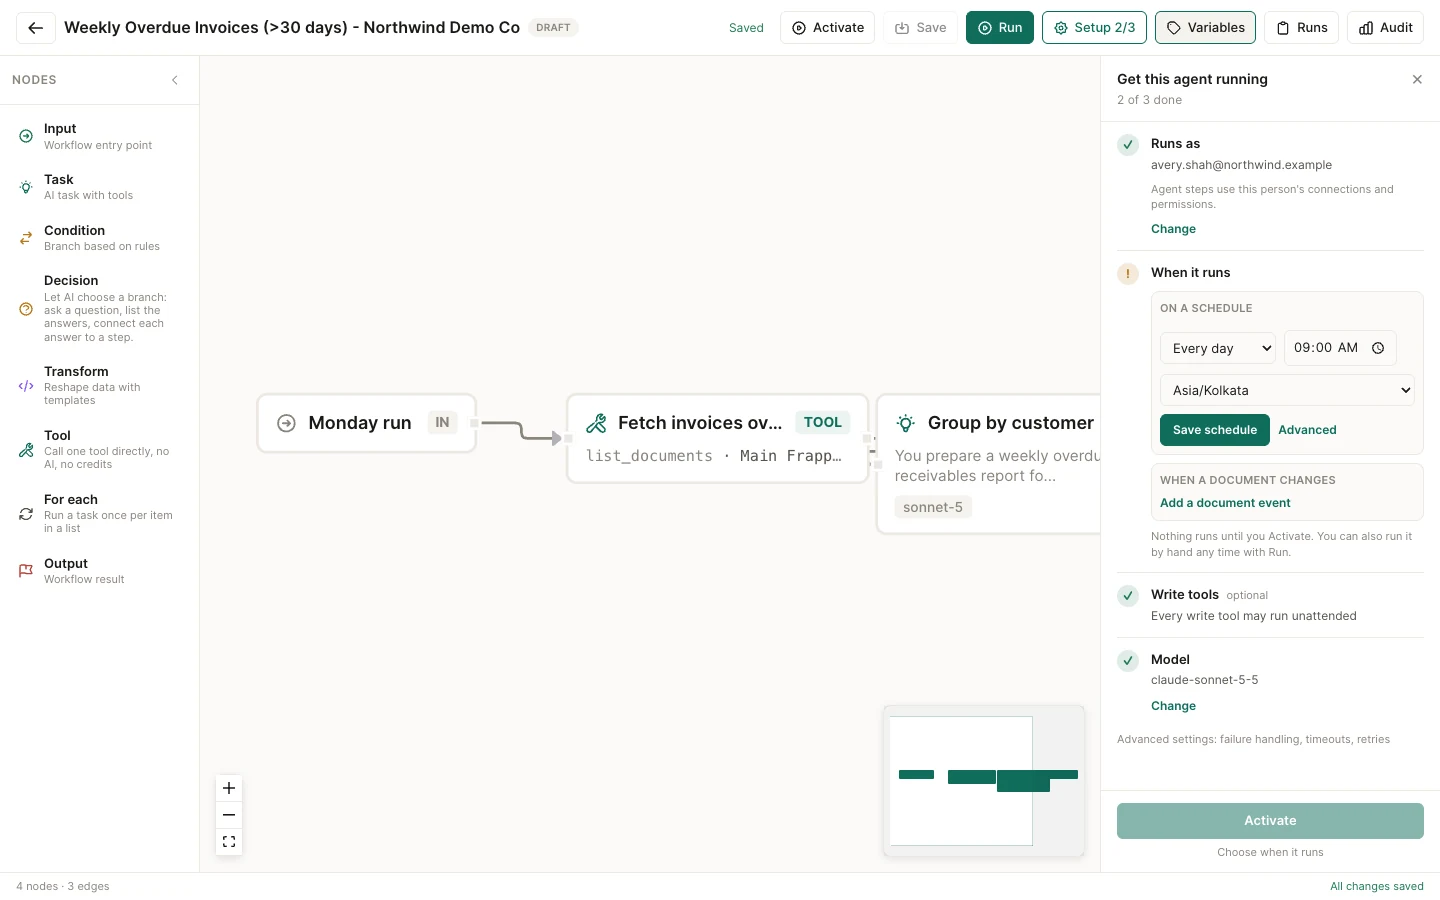 Weekly Overdue Invoices (>30 days) - Northwind Demo Co
DRAFT
Saved
Activate
Save
Run
Setup 2/3
Variables
Runs
Audit
NODES
Input
Workflow entry point
Task
AI task with tools
Condition
Branch based on rules
Decision
Let AI choose a branch:
ask a question, list the
answers, connect each
answer to a step.
Transform
Reshape data with
templates
Tool
Call one tool directly, no
AI, no credits
For each
Run a task once per item
in a list
Output
Workflow result
Monday run
IN
Fetch invoices ov...
TOOL
list_documents · Main Frapp…
Group by customer
You prepare a weekly overdu
receivables report fo...
sonnet-5
Get this agent running
2 of 3 done
Runs as
avery.shah@northwind.example
Agent steps use this person's connections and
permissions.
Change
When it runs
ON A SCHEDULE
Every day
09:00 AM
Asia/Kolkata
Save schedule
Advanced
WHEN A DOCUMENT CHANGES
Add a document event
Nothing runs until you Activate. You can also run it
by hand any time with Run.
Write tools optional
Every write tool may run unattended
Model
claude-sonnet-5-5
Change
Advanced settings: failure handling, timeouts, retries
Activate
Choose when it runs
4 nodes · 3 edges
All changes saved